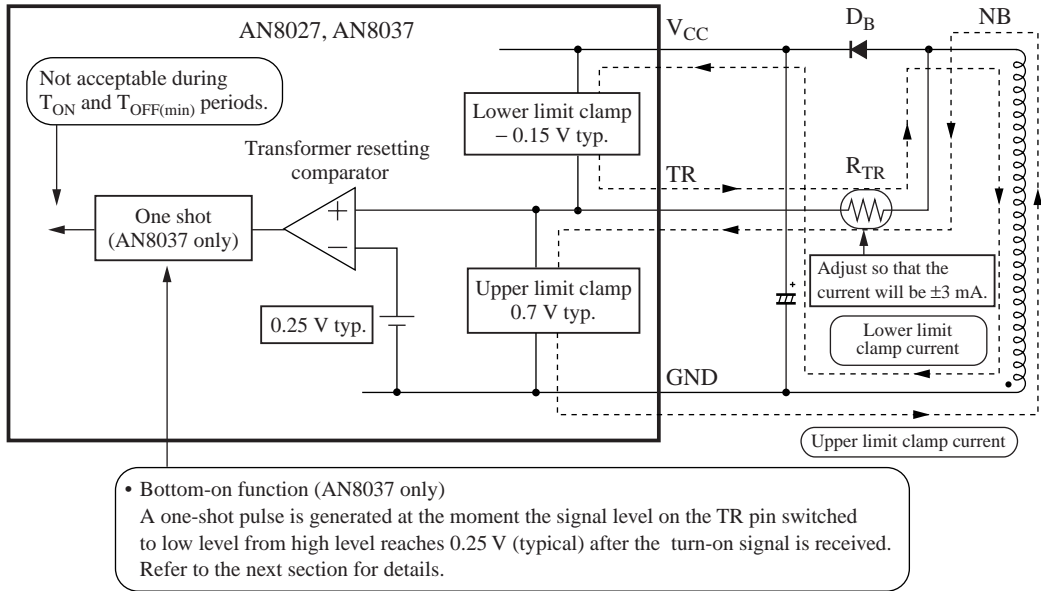 AN8027, AN8037
V_CC
D_B
NB
Not acceptable during
T_ON and T_OFF(min) periods.
Lower limit clamp
− 0.15 V typ.
Transformer resetting
comparator
TR
R_TR
One shot
(AN8037 only)
+
−
Upper limit clamp
0.7 V typ.
Adjust so that the
current will be ±3 mA.
+
0.25 V typ.
Lower limit
clamp current
GND
Upper limit clamp current
• Bottom-on function (AN8037 only)
A one-shot pulse is generated at the moment the signal level on the TR pin switched
to low level from high level reaches 0.25 V (typical) after the turn-on signal is received.
Refer to the next section for details.